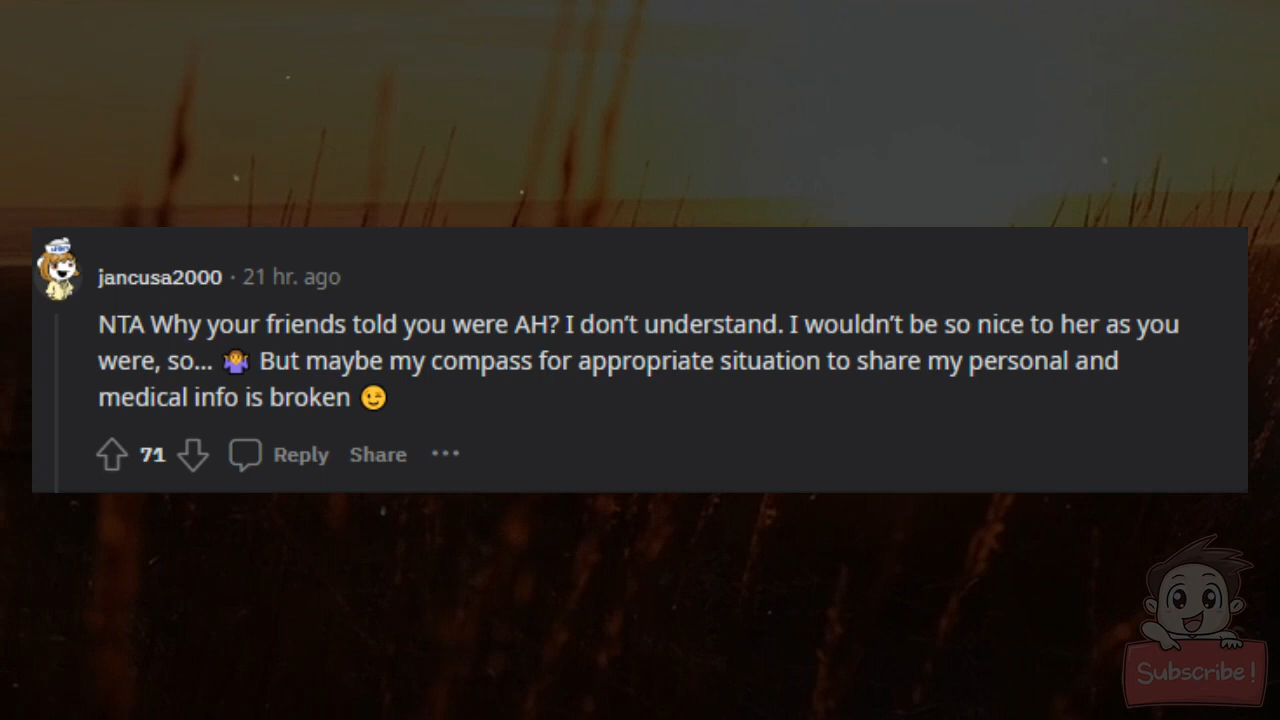 jancusa2000 · 21 hr. ago
NTA Why your friends told you were AH? I don’t understand. I wouldn’t be so nice to her as you
were, so... 🤷‍♀️ But maybe my compass for appropriate situation to share my personal and
medical info is broken 😉
71 Reply Share ···
Subscribe!